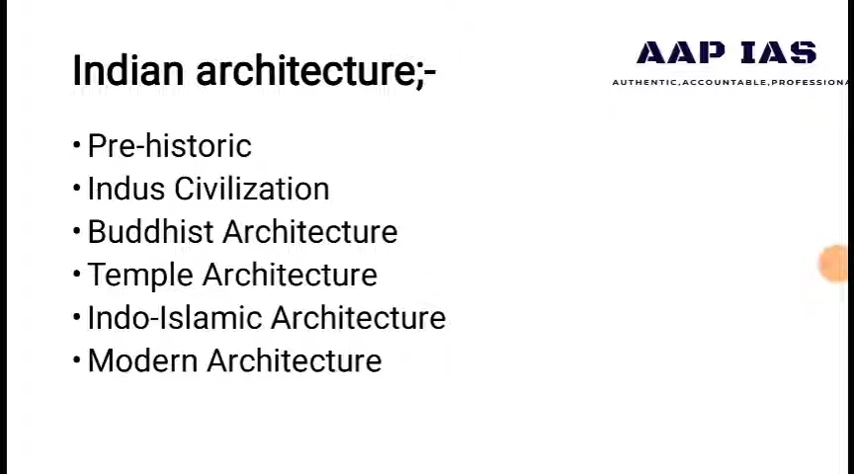 AAP IAS
AUTHENTIC,ACCOUNTABLE,PROFESSIONA
Indian architecture;-
• Pre-historic
• Indus Civilization
• Buddhist Architecture
• Temple Architecture
• Indo-Islamic Architecture
• Modern Architecture